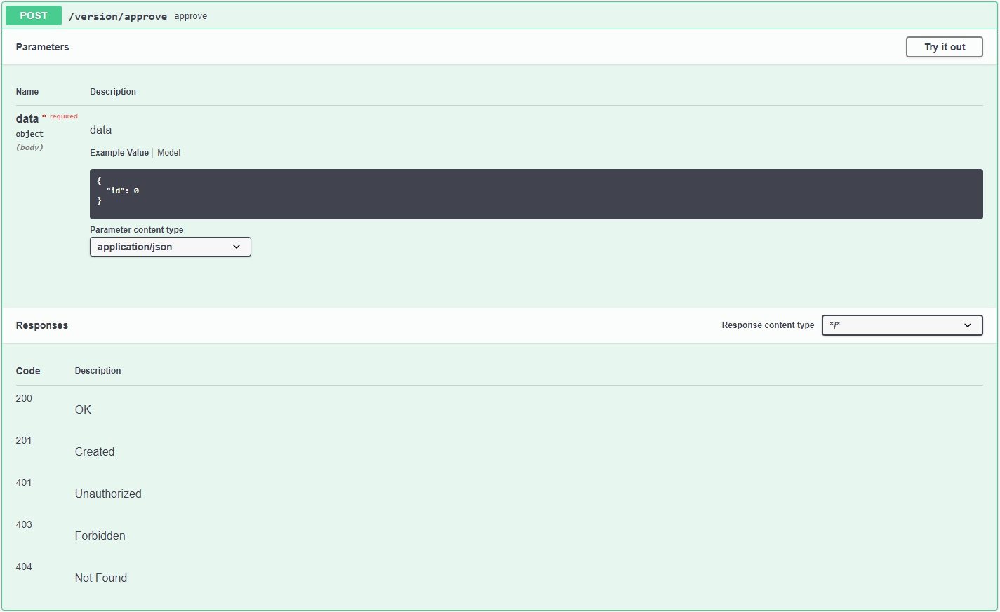 POST /version/approve approve
Parameters Try it out
Name Description
data * required
object
(body)
data
Example Value Model
{
"id": 0
}
Parameter content type
application/json
Responses Response content type */*
Code Description
200
OK
201
Created
401
Unauthorized
403
Forbidden
404
Not Found